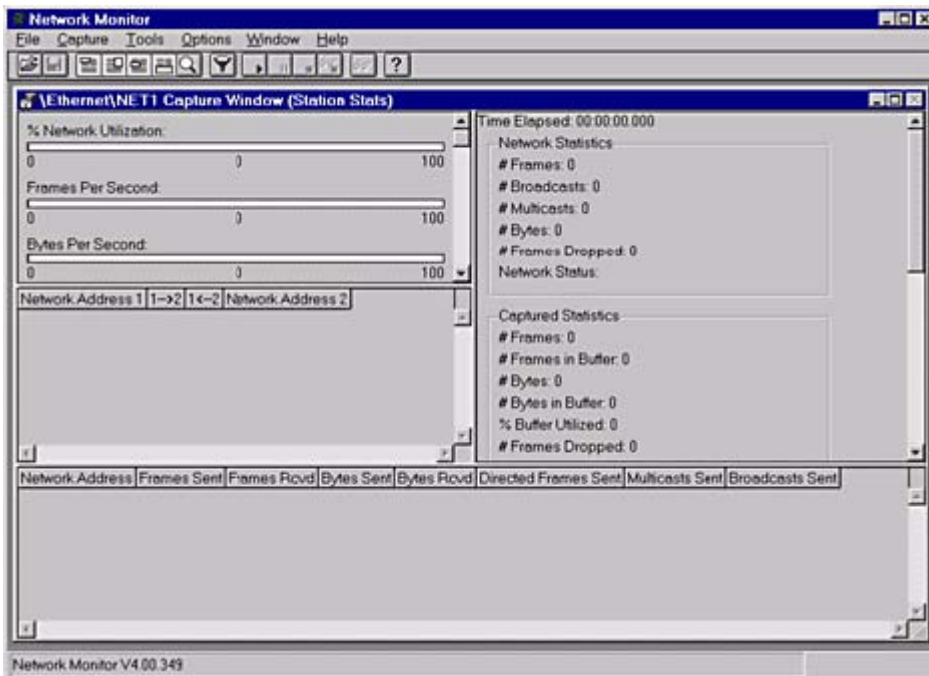 Network Monitor
File Capture Tools Options Window Help
\Ethernet\NET1 Capture Window (Station Stats)
% Network Utilization:
0 0 100
Frames Per Second:
0 0 100
Bytes Per Second:
0 0 100
Time Elapsed: 00:00:00.000
Network Statistics
# Frames: 0
# Broadcasts: 0
# Multicasts: 0
# Bytes: 0
# Frames Dropped: 0
Network Status:
Network Address 1 1-->2 1<--2 Network Address 2
Captured Statistics
# Frames: 0
# Frames in Buffer: 0
# Bytes: 0
# Bytes in Buffer: 0
% Buffer Utilized: 0
# Frames Dropped: 0
Network Address Frames Sent Frames Rcvd Bytes Sent Bytes Rcvd Directed Frames Sent Multicasts Sent Broadcasts Sent
Network Monitor V4.00.349